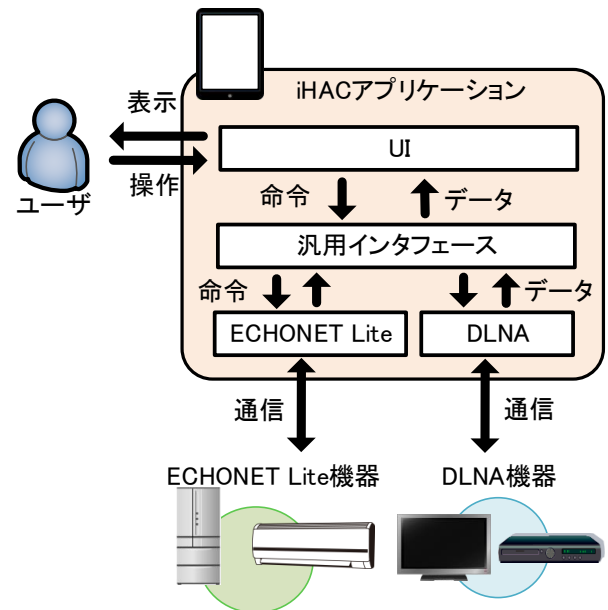 iHACアプリケーション
表示
UI
操作
ユーザ
命令
データ
汎用インタフェース
命令
データ
ECHONET Lite
DLNA
通信
通信
ECHONET Lite機器
DLNA機器